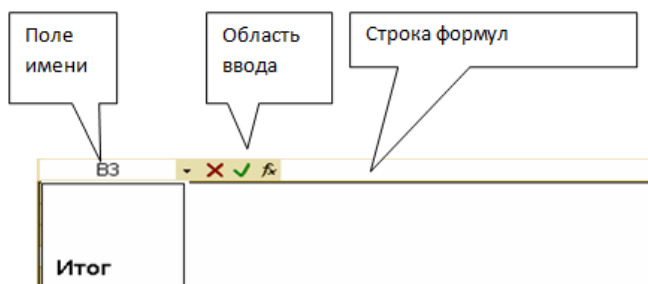 Поле
имени
Область
ввода
Строка формул
B3 fx
Итог